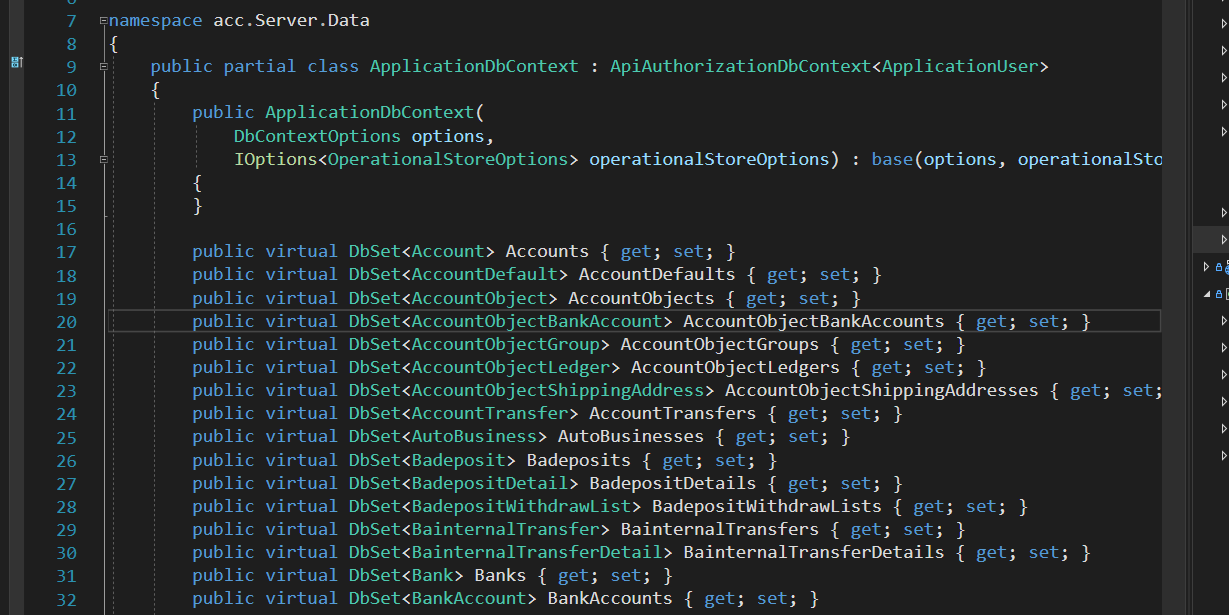 7 namespace acc.Server.Data
8 {
9 public partial class ApplicationDbContext : ApiAuthorizationDbContext<ApplicationUser>
10 {
11 public ApplicationDbContext(
12 DbContextOptions options,
13 IOptions<OperationalStoreOptions> operationalStoreOptions) : base(options, operationalSto
14 {
15 }
16
17 public virtual DbSet<Account> Accounts { get; set; }
18 public virtual DbSet<AccountDefault> AccountDefaults { get; set; }
19 public virtual DbSet<AccountObject> AccountObjects { get; set; }
20 public virtual DbSet<AccountObjectBankAccount> AccountObjectBankAccounts { get; set; }
21 public virtual DbSet<AccountObjectGroup> AccountObjectGroups { get; set; }
22 public virtual DbSet<AccountObjectLedger> AccountObjectLedgers { get; set; }
23 public virtual DbSet<AccountObjectShippingAddress> AccountObjectShippingAddresses { get; set;
24 public virtual DbSet<AccountTransfer> AccountTransfers { get; set; }
25 public virtual DbSet<AutoBusiness> AutoBusinesses { get; set; }
26 public virtual DbSet<Badeposit> Badeposits { get; set; }
27 public virtual DbSet<BadepositDetail> BadepositDetails { get; set; }
28 public virtual DbSet<BadepositWithdrawList> BadepositWithdrawLists { get; set; }
29 public virtual DbSet<BainternalTransfer> BainternalTransfers { get; set; }
30 public virtual DbSet<BainternalTransferDetail> BainternalTransferDetails { get; set; }
31 public virtual DbSet<Bank> Banks { get; set; }
32 public virtual DbSet<BankAccount> BankAccounts { get; set; }